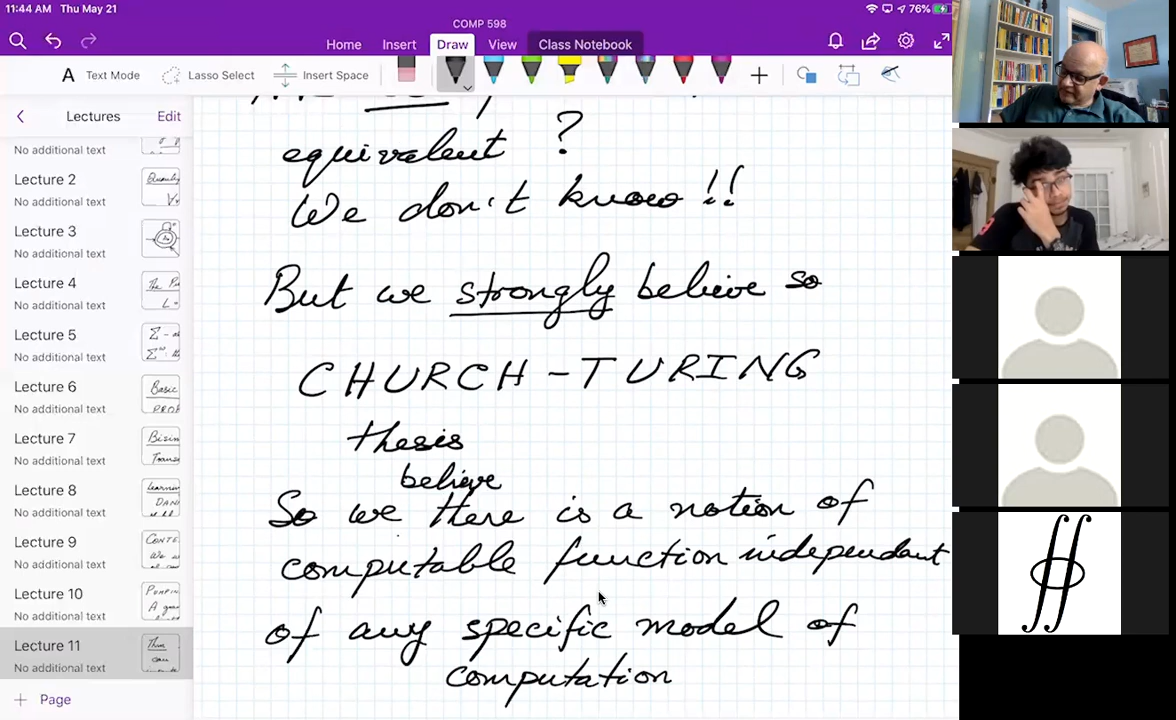 11:44 AM Thu May 21
76%
COMP 598
Home Insert Draw View Class Notebook
A Text Mode Lasso Select Insert Space
Lectures Edit
No additional text
Lecture 2
No additional text
Lecture 3
No additional text
Lecture 4
No additional text
Lecture 5
No additional text
Lecture 6
No additional text
Lecture 7
No additional text
Lecture 8
No additional text
Lecture 9
No additional text
Lecture 10
No additional text
Lecture 11
No additional text
+ Page
equivalent ?
We don't know !!
But we strongly believe so
CHURCH-TURING
thesis
believe
So we there is a notion of
computable function independant
of any specific model of
computation